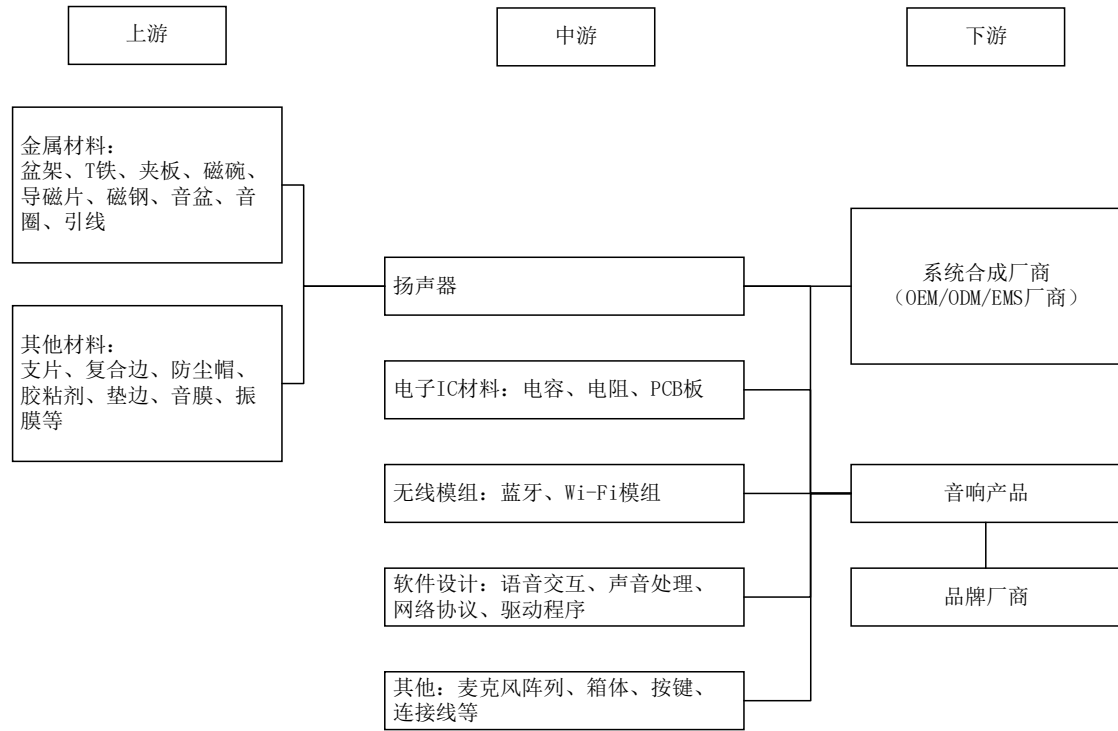 上游
中游
下游
金属材料：
盆架、T铁、夹板、磁碗、
导磁片、磁钢、音盆、音
圈、引线
其他材料：
支片、复合边、防尘帽、
胶粘剂、垫边、音膜、振
膜等
扬声器
电子IC材料：电容、电阻、PCB板
无线模组：蓝牙、Wi-Fi模组
软件设计：语音交互、声音处理、
网络协议、驱动程序
其他：麦克风阵列、箱体、按键、
连接线等
系统合成厂商
（OEM/ODM/EMS厂商）
音响产品
品牌厂商